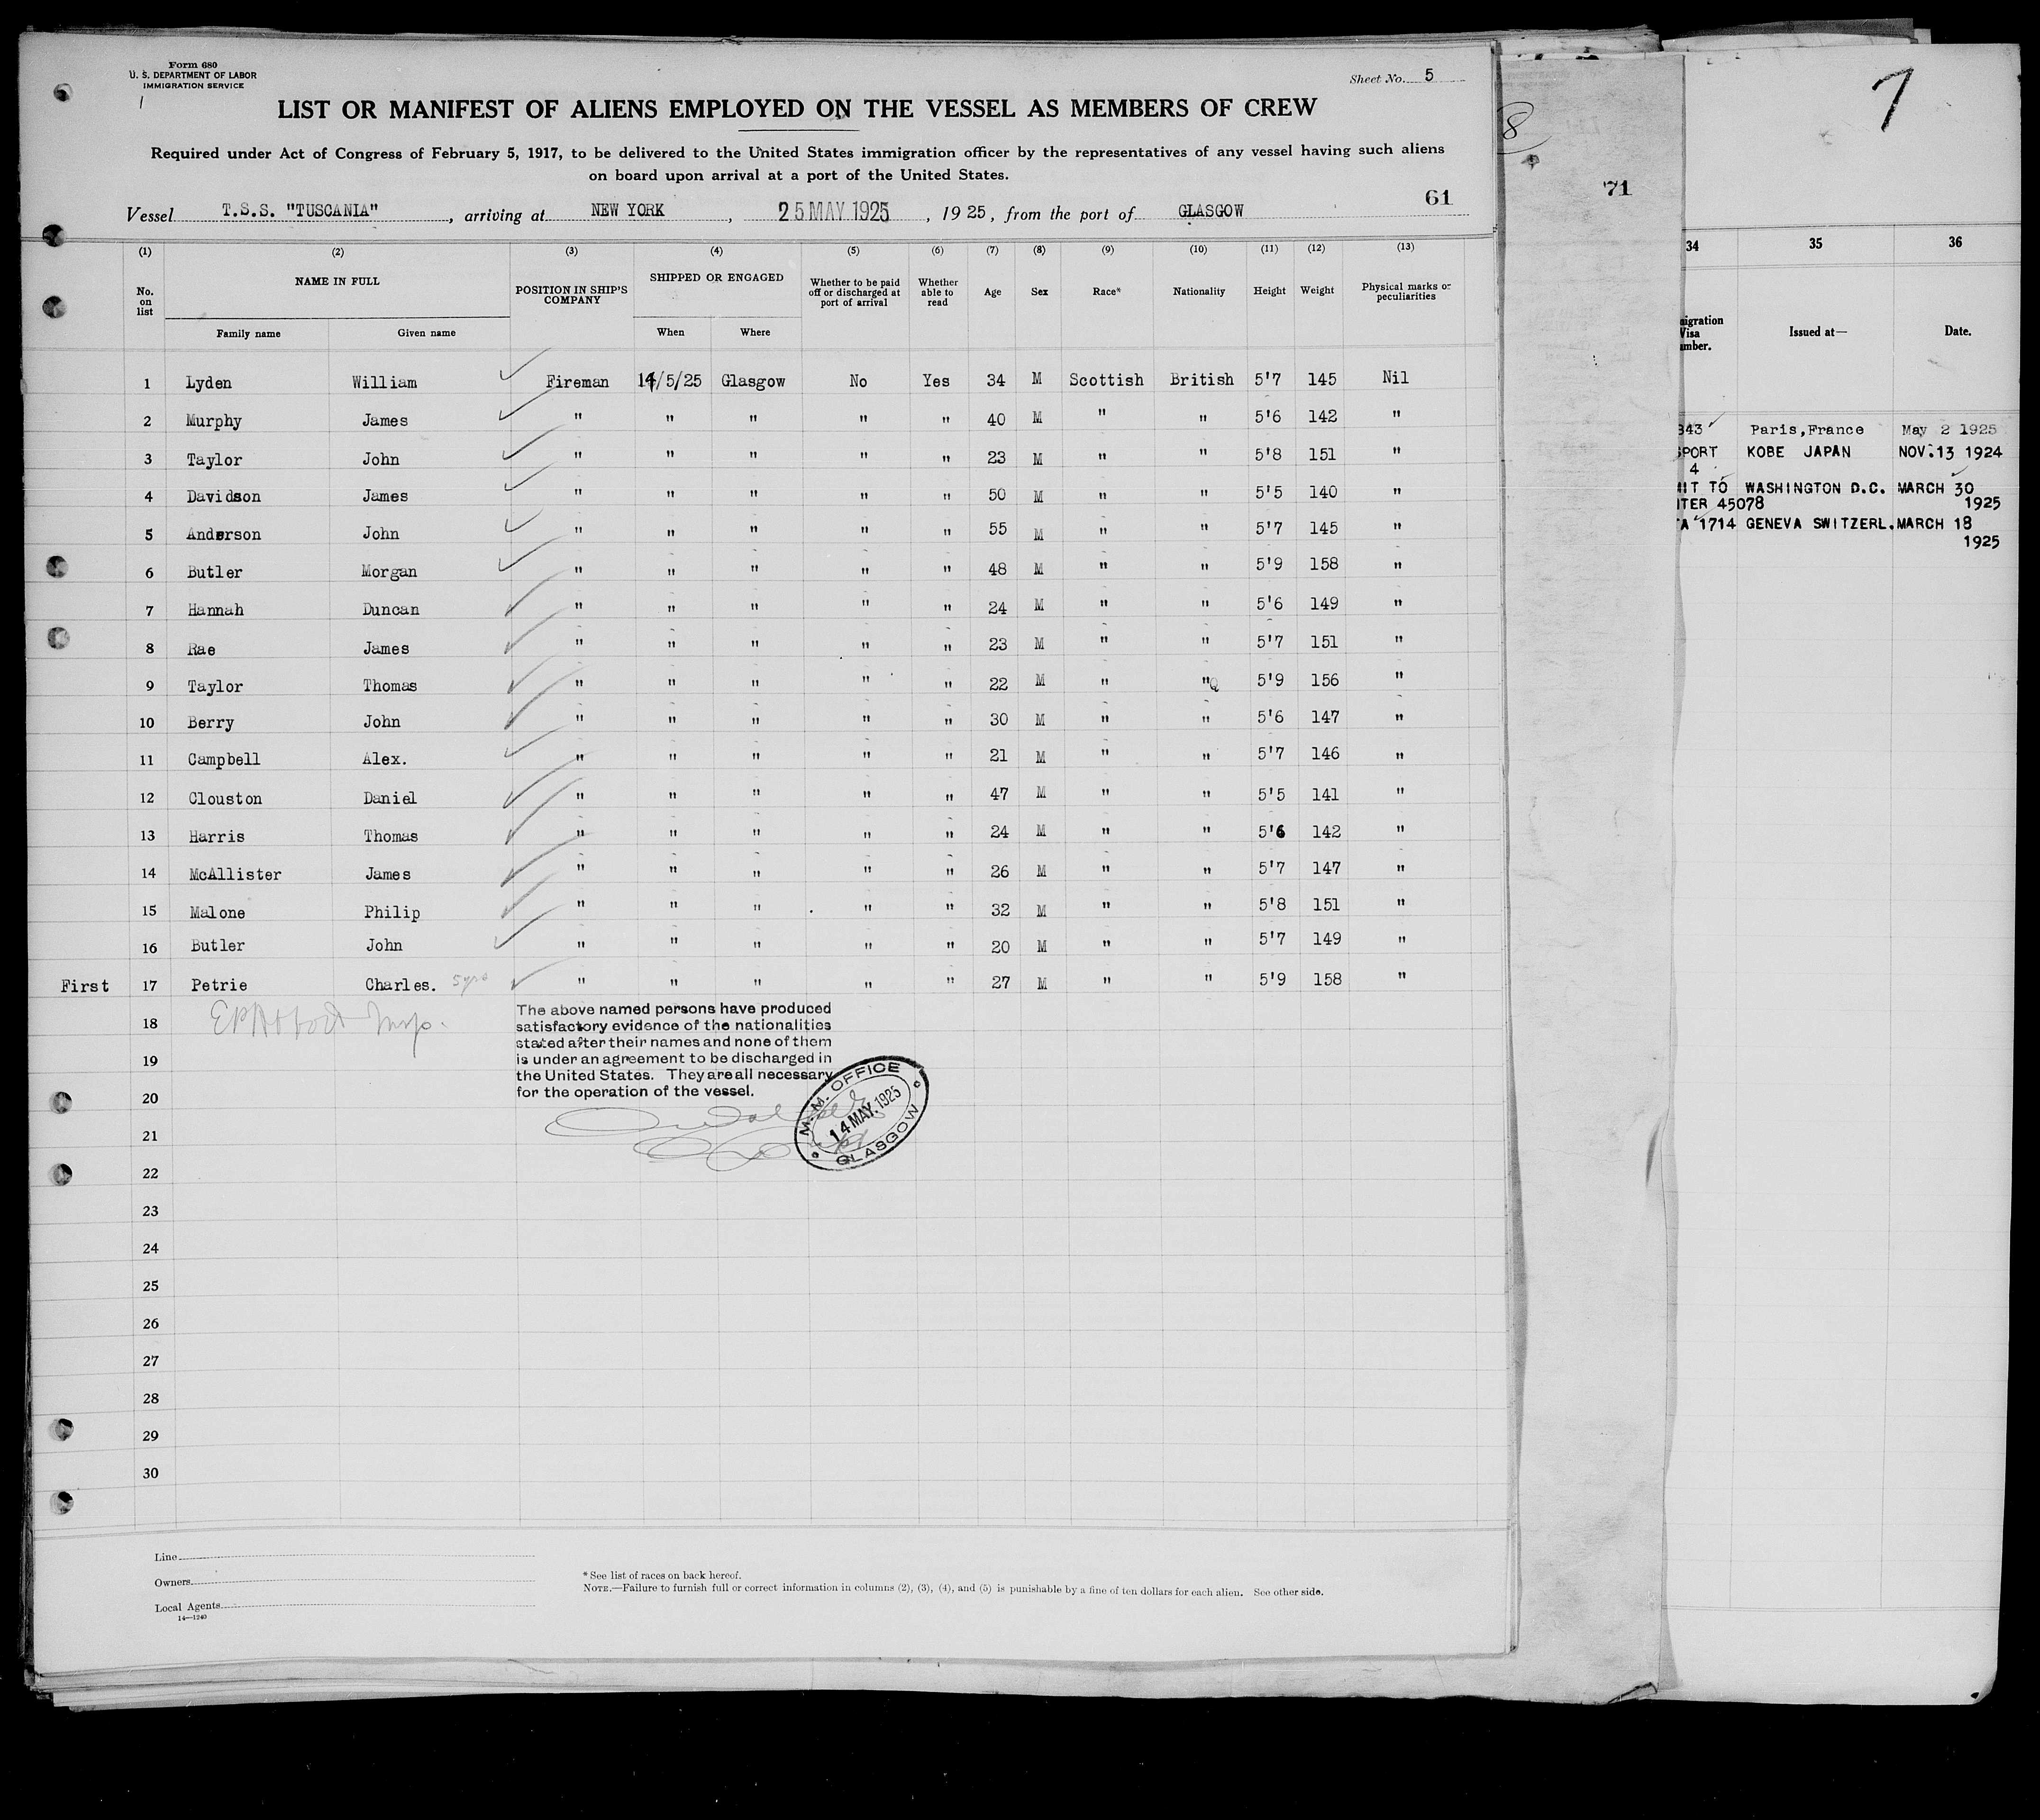 Form 680
U. S. DEPARTMENT OF LABOR
IMMIGRATION SERVICE
Sheet No. 5
LIST OR MANIFEST OF ALIENS EMPLOYED ON THE VESSEL AS MEMBERS OF CREW
Required under Act of Congress of February 5, 1917, to be delivered to the United States immigration officer by the representatives of any vessel having such aliens
on board upon arrival at a port of the United States.
61
Vessel T.S.S. "TUSCANIA", arriving at NEW YORK, 25 MAY 1925, 1925, from the port of GLASGOW
(1) (2) (3) (4) (5) (6) (7) (8) (9) (10) (11) (12) (13)
No. on list NAME IN FULL POSITION IN SHIP'S COMPANY SHIPPED OR ENGAGED Whether to be paid off or discharged at port of arrival Whether able to read Age Sex Race* Nationality Height Weight Physical marks or peculiarities
Family name Given name When Where
1 Lyden William Fireman 14/5/25 Glasgow No Yes 34 M Scottish British 5'7 145 Nil
2 Murphy James " " " " " 40 M " " 5'6 142 "
3 Taylor John " " " " " 23 M " " 5'8 151 "
4 Davidson James " " " " " 50 M " " 5'5 140 "
5 Anderson John " " " " " 55 M " " 5'7 145 "
6 Butler Morgan " " " " " 48 M " " 5'9 158 "
7 Hannah Duncan " " " " " 24 M " " 5'6 149 "
8 Rae James " " " " " 23 M " " 5'7 151 "
9 Taylor Thomas " " " " " 22 M " " 5'9 156 "
10 Berry John " " " " " 30 M " " 5'6 147 "
11 Campbell Alex. " " " " " 21 M " " 5'7 146 "
12 Clouston Daniel " " " " " 47 M " " 5'5 141 "
13 Harris Thomas " " " " " 24 M " " 5'6 142 "
14 McAllister James " " " " " 26 M " " 5'7 147 "
15 Malone Philip " " " " " 32 M " " 5'8 151 "
16 Butler John " " " " " 20 M " " 5'7 149 "
First 17 Petrie Charles. 5 yrs " " " " " 27 M " " 5'9 158 "
18
19
20
21
22
23
24
25
26
27
28
29
30
The above named persons have produced
satisfactory evidence of the nationalities
stated after their names and none of them
is under an agreement to be discharged in
the United States. They are all necessary
for the operation of the vessel.
M.M. OFFICE
14 MAY. 1925
GLASGOW
Line
Owners
Local Agents
14—1240
* See list of races on back hereof.
NOTE.—Failure to furnish full or correct information in columns (2), (3), (4), and (5) is punishable by a fine of ten dollars for each alien. See other side.
8
71
7
34 35 36
Visa Issued at— Date.
343 Paris,France May 2 1925
PORT KOBE JAPAN NOV.13 1924
4
MIT TO WASHINGTON D.C. MARCH 30
TER 45078 1925
A 1714 GENEVA SWITZERL. MARCH 18
1925